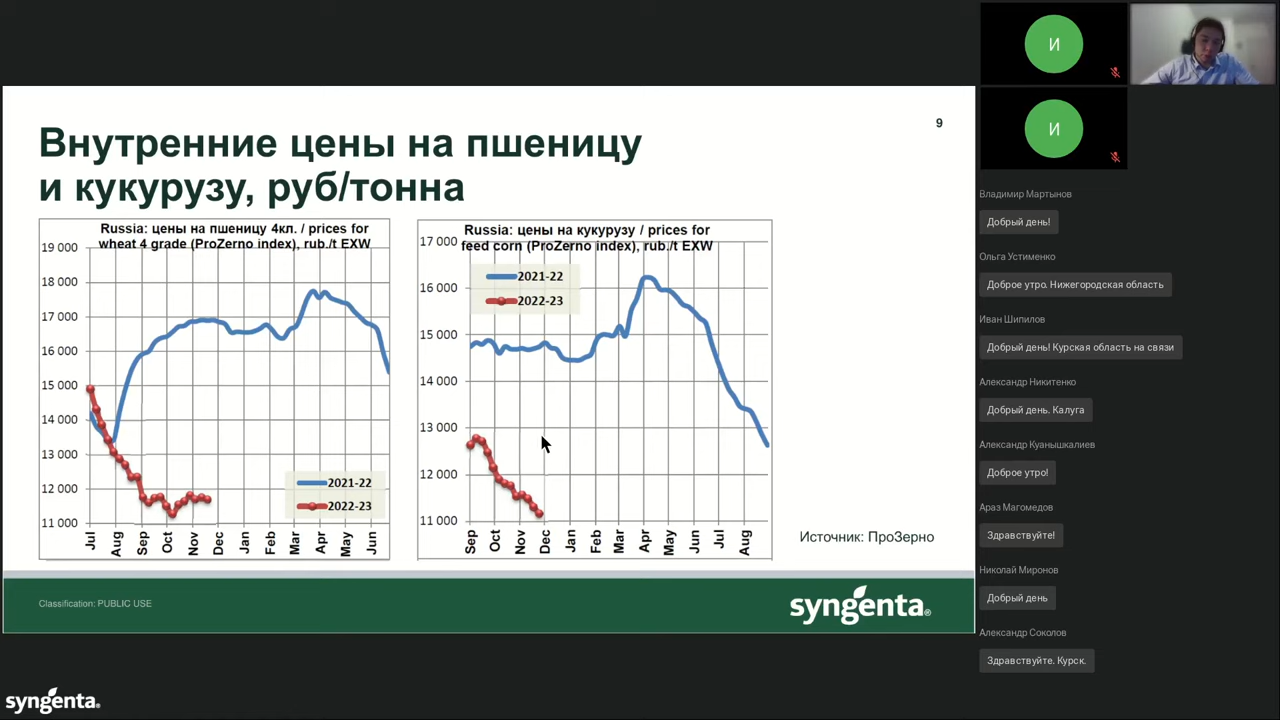 9
Внутренние цены на пшеницу
и кукурузу, руб/тонна
Russia: цены на пшеницу 4кл. / prices for
wheat 4 grade (ProZerno index), rub./t EXW
19 000
18 000
17 000
16 000
15 000
14 000
13 000
12 000
11 000
2021-22
2022-23
Jul
Aug
Sep
Oct
Nov
Dec
Jan
Feb
Mar
Apr
May
Jun
Russia: цены на кукурузу / prices for
feed corn (ProZerno index), rub./t EXW
17 000
16 000
15 000
14 000
13 000
12 000
11 000
2021-22
2022-23
Sep
Oct
Nov
Dec
Jan
Feb
Mar
Apr
May
Jun
Jul
Aug
Источник: ПроЗерно
Classification: PUBLIC USE
syngenta®
syngenta.
И
И
Владимир Мартынов
Добрый день!
Ольга Устименко
Доброе утро. Нижегородская область
Иван Шипилов
Добрый день! Курская область на связи
Александр Никитенко
Добрый день. Калуга
Александр Куанышкалиев
Доброе утро!
Араз Магомедов
Здравствуйте!
Николай Миронов
Добрый день
Александр Соколов
Здравствуйте. Курск.